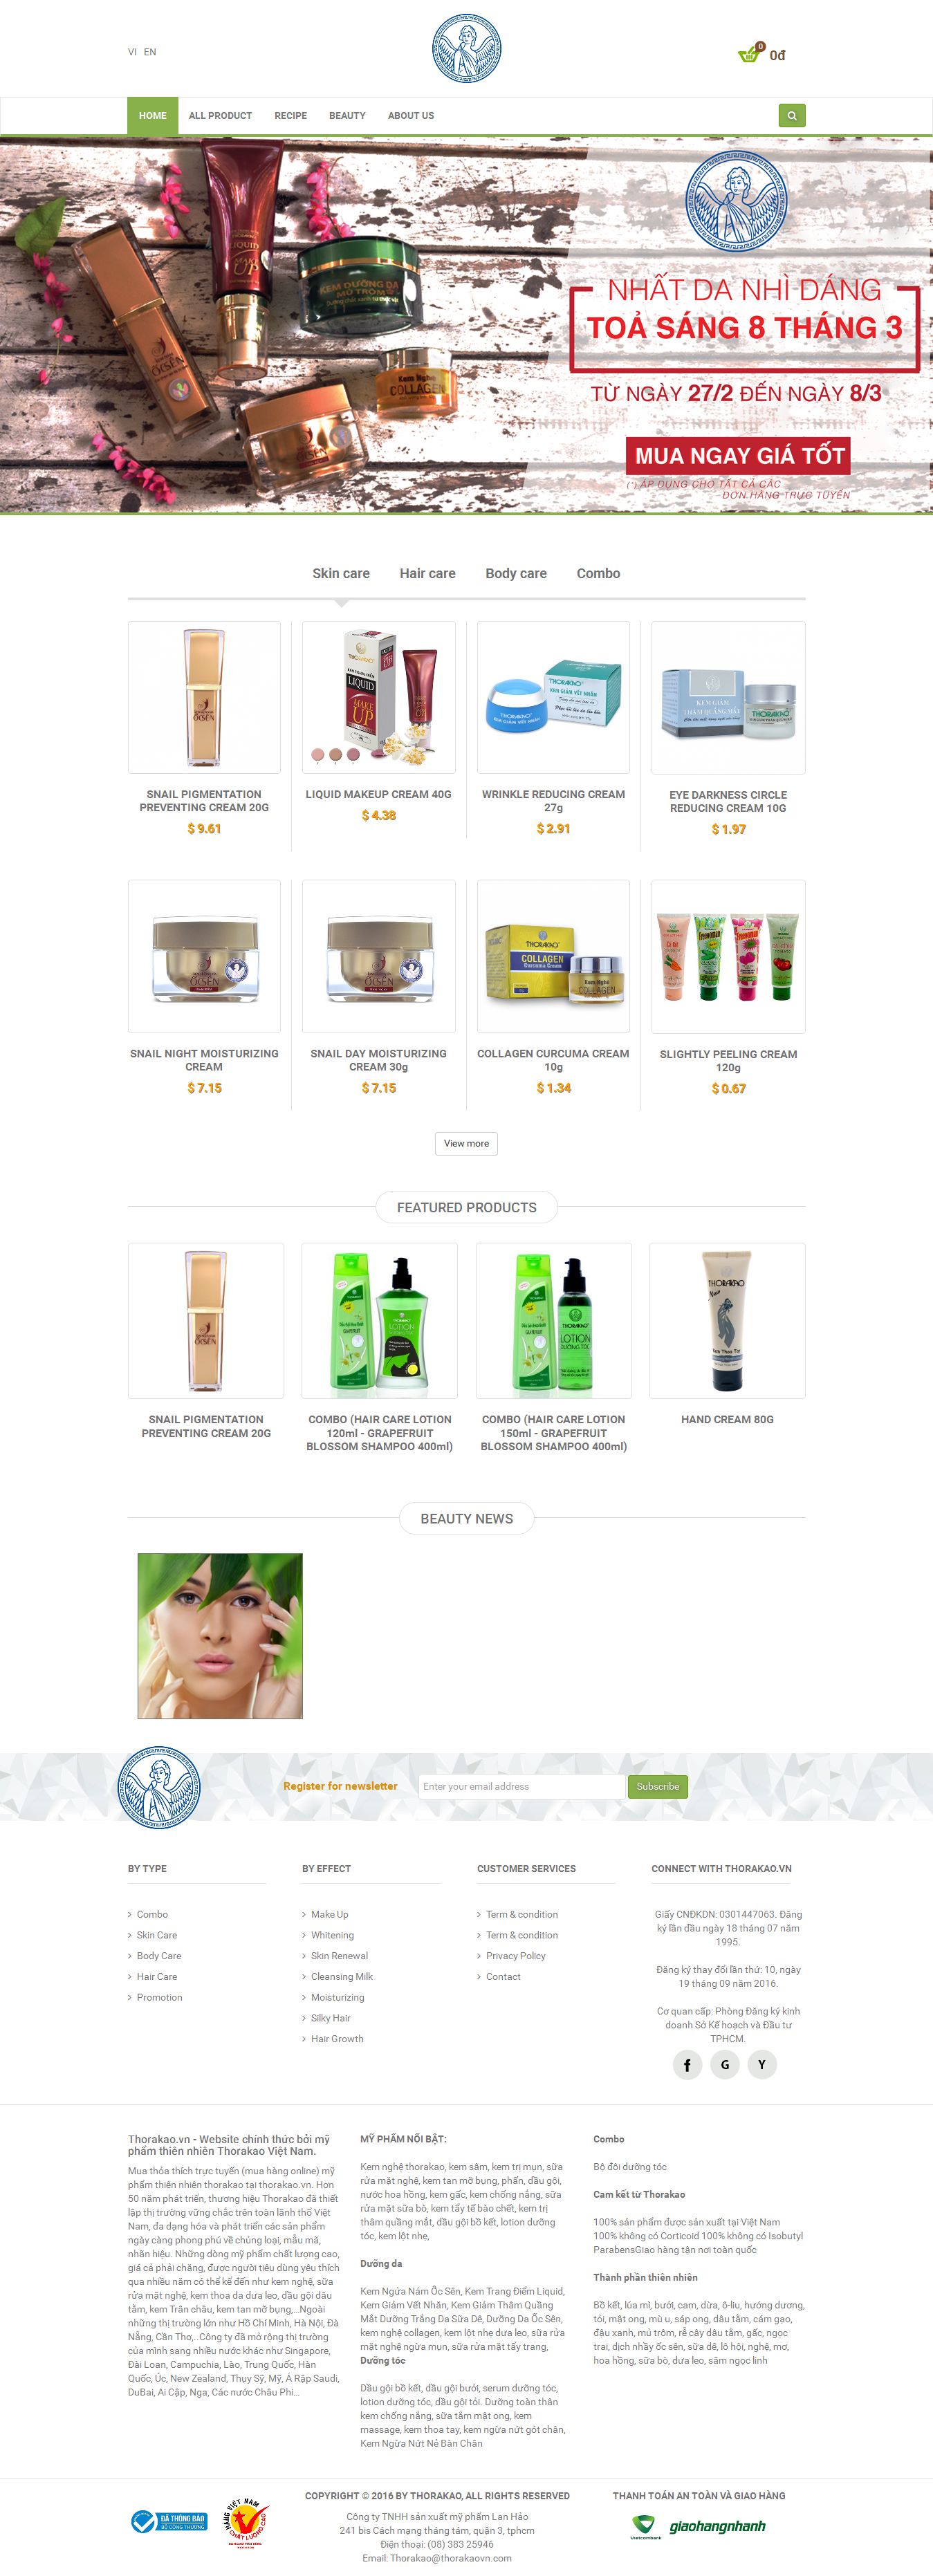 VI EN
0
0đ
HOME ALL PRODUCT RECIPE BEAUTY ABOUT US
LIQUID
MAKE UP
KEM DƯỠNG DA
MỦ TRÔM
Kem Nghệ
COLLAGEN
NHẤT DA NHÌ DÁNG
TOẢ SÁNG 8 THÁNG 3
TỪ NGÀY 27/2 ĐẾN NGÀY 8/3
MUA NGAY GIÁ TỐT
(*) ÁP DỤNG CHO TẤT CẢ CÁC
ĐƠN HÀNG TRỰC TUYẾN
Skin care Hair care Body care Combo
SNAIL PIGMENTATION
PREVENTING CREAM 20G
$ 9.61
LIQUID MAKEUP CREAM 40G
$ 4.38
WRINKLE REDUCING CREAM
27g
$ 2.91
EYE DARKNESS CIRCLE
REDUCING CREAM 10G
$ 1.97
SNAIL NIGHT MOISTURIZING
CREAM
$ 7.15
SNAIL DAY MOISTURIZING
CREAM 30g
$ 7.15
COLLAGEN CURCUMA CREAM
10g
$ 1.34
SLIGHTLY PEELING CREAM
120g
$ 0.67
View more
FEATURED PRODUCTS
SNAIL PIGMENTATION
PREVENTING CREAM 20G
COMBO (HAIR CARE LOTION
120ml - GRAPEFRUIT
BLOSSOM SHAMPOO 400ml)
COMBO (HAIR CARE LOTION
150ml - GRAPEFRUIT
BLOSSOM SHAMPOO 400ml)
HAND CREAM 80G
BEAUTY NEWS
Register for newsletter
Enter your email address
Subscribe
BY TYPE
Combo
Skin Care
Body Care
Hair Care
Promotion
BY EFFECT
Make Up
Whitening
Skin Renewal
Cleansing Milk
Moisturizing
Silky Hair
Hair Growth
CUSTOMER SERVICES
Term & condition
Term & condition
Privacy Policy
Contact
CONNECT WITH THORAKAO.VN
Giấy CNĐKDN: 0301447063. Đăng
ký lần đầu ngày 18 tháng 07 năm
1995.
Đăng ký thay đổi lần thứ: 10, ngày
19 tháng 09 năm 2016.
Cơ quan cấp: Phòng Đăng ký kinh
doanh Sở Kế hoạch và Đầu tư
TPHCM.
f G Y
Thorakao.vn - Website chính thức bởi mỹ
phẩm thiên nhiên Thorakao Việt Nam.
Mua thỏa thích trực tuyến (mua hàng online) mỹ
phẩm thiên nhiên thorakao tại thorakao.vn. Hơn
50 năm phát triển, thương hiệu Thorakao đã thiết
lập thị trường vững chắc trên toàn lãnh thổ Việt
Nam, đa dạng hóa và phát triển các sản phẩm
ngày càng phong phú về chủng loại, mẫu mã,
nhãn hiệu. Những dòng mỹ phẩm chất lượng cao,
giá cả phải chăng, được người tiêu dùng yêu thích
qua nhiều năm có thể kể đến như kem nghệ, sữa
rửa mặt nghệ, kem thoa da dưa leo, dầu gội dâu
tằm, kem Trân châu, kem tan mỡ bụng,...Ngoài
những thị trường lớn như Hồ Chí Minh, Hà Nội, Đà
Nẵng, Cần Thơ,...Công ty đã mở rộng thị trường
của mình sang nhiều nước khác như Singapore,
Đài Loan, Campuchia, Lào, Trung Quốc, Hàn
Quốc, Úc, New Zealand, Thụy Sỹ, Mỹ, Á Rập Saudi,
DuBai, Ai Cập, Nga, Các nước Châu Phi...
MỸ PHẨM NỔI BẬT:
Kem nghệ thorakao, kem sâm, kem trị mụn, sữa
rửa mặt nghệ, kem tan mỡ bụng, phấn, dầu gội,
nước hoa hồng, kem gấc, kem chống nắng, sữa
rửa mặt sữa bò, kem tẩy tế bào chết, kem trị
thâm quầng mắt, dầu gội bồ kết, lotion dưỡng
tóc, kem lột nhẹ,
Dưỡng da
Kem Ngừa Nám Ốc Sên, Kem Trang Điểm Liquid,
Kem Giảm Vết Nhăn, Kem Giảm Thâm Quầng
Mắt Dưỡng Trắng Da Sữa Dê, Dưỡng Da Ốc Sên,
kem nghệ collagen, kem lột nhẹ dưa leo, sữa rửa
mặt nghệ ngừa mụn, sữa rửa mặt tẩy trang,
Dưỡng tóc
Dầu gội bồ kết, dầu gội bưởi, serum dưỡng tóc,
lotion dưỡng tóc, dầu gội tỏi. Dưỡng toàn thân
kem chống nắng, sữa tắm mật ong, kem
massage, kem thoa tay, kem ngừa nứt gót chân,
Kem Ngừa Nứt Nẻ Bàn Chân
Combo
Bộ đôi dưỡng tóc
Cam kết từ Thorakao
100% sản phẩm được sản xuất tại Việt Nam
100% không có Corticoid 100% không có Isobutyl
ParabensGiao hàng tận nơi toàn quốc
Thành phần thiên nhiên
Bồ kết, lúa mì, bưởi, cam, dừa, ô-liu, hướng dương,
tỏi, mật ong, mù u, sáp ong, dâu tằm, cám gạo,
đậu xanh, mủ trôm, rễ cây dâu tằm, gấc, ngọc
trai, dịch nhầy ốc sên, sữa dê, lô hội, nghệ, mơ,
hoa hồng, sữa bò, dưa leo, sâm ngọc linh
ĐÃ THÔNG BÁO
BỘ CÔNG THƯƠNG
COPYRIGHT © 2016 BY THORAKAO, ALL RIGHTS RESERVED
Công ty TNHH sản xuất mỹ phẩm Lan Hảo
241 bis Cách mạng tháng tám, quận 3, tphcm
Điện thoại: (08) 383 25946
Email: Thorakao@thorakaovn.com
THANH TOÁN AN TOÀN VÀ GIAO HÀNG
Vietcombank
giaohangnhanh